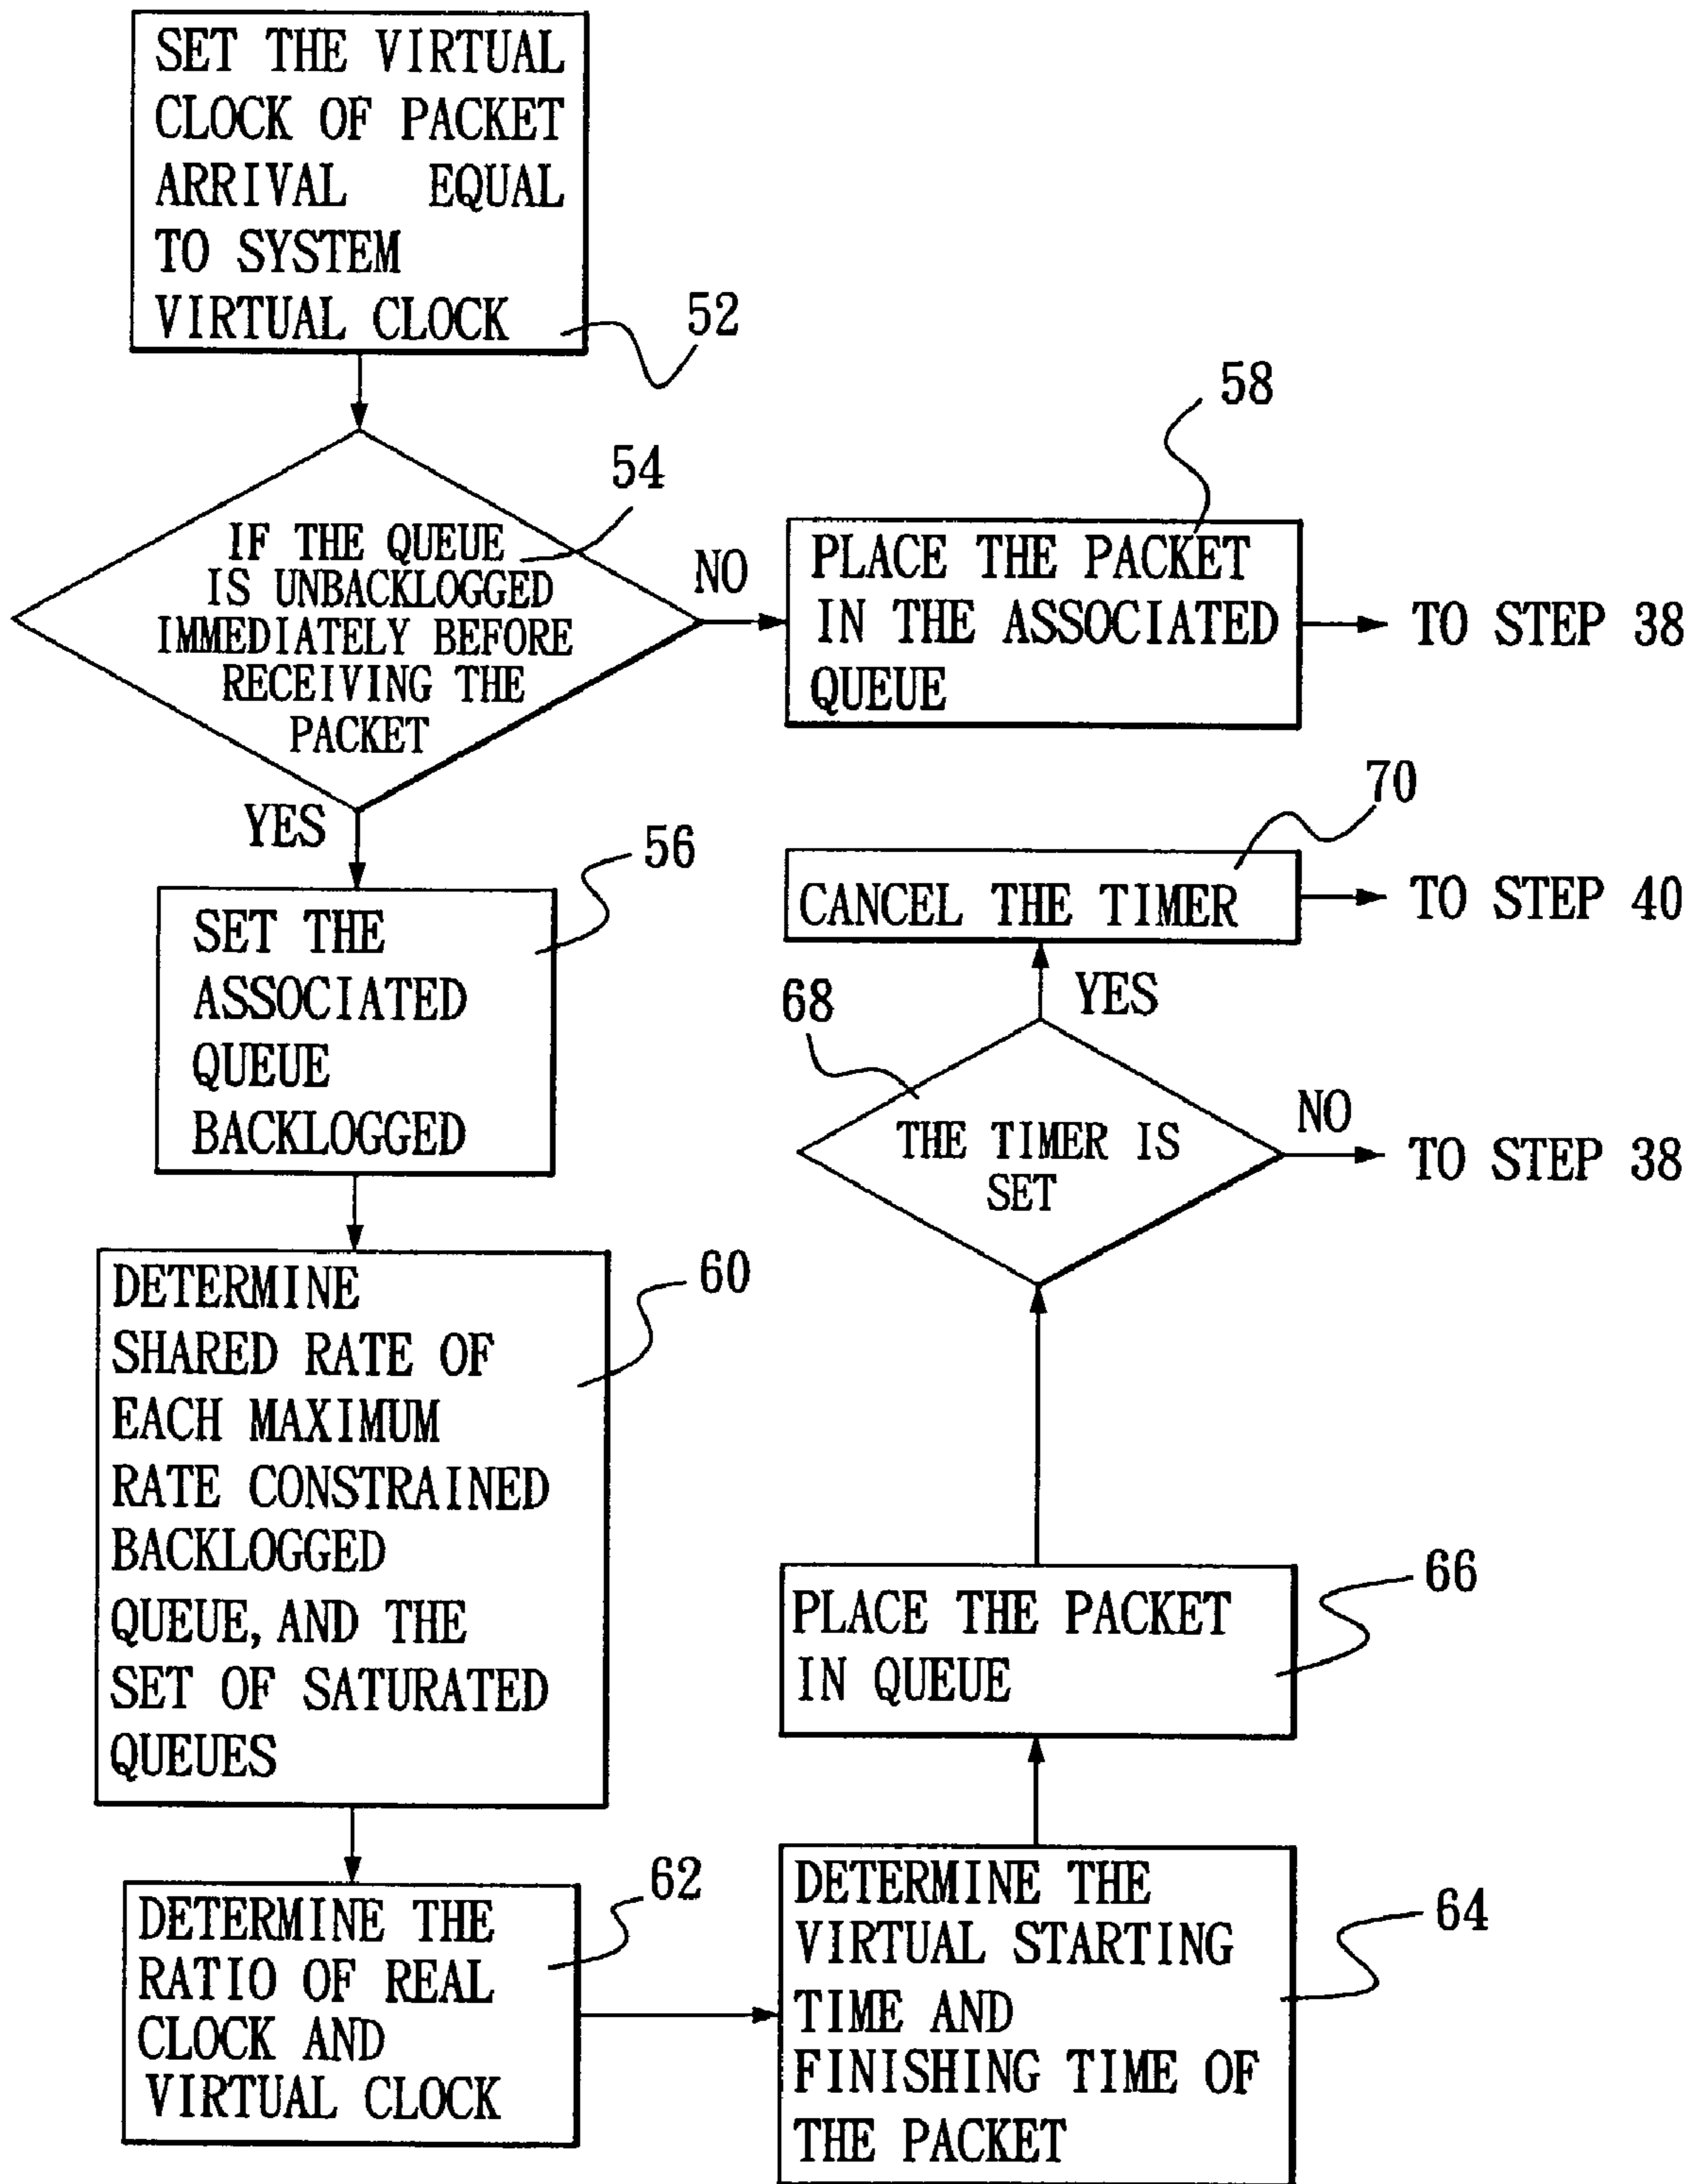 SET THE VIRTUAL
CLOCK OF PACKET
ARRIVAL EQUAL
TO SYSTEM
VIRTUAL CLOCK
52
54
IF THE QUEUE
IS UNBACKLOGGED
IMMEDIATELY BEFORE
RECEIVING THE
PACKET
NO
58
PLACE THE PACKET
IN THE ASSOCIATED
QUEUE
TO STEP 38
YES
56
SET THE
ASSOCIATED
QUEUE
BACKLOGGED
60
DETERMINE
SHARED RATE OF
EACH MAXIMUM
RATE CONSTRAINED
BACKLOGGED
QUEUE, AND THE
SET OF SATURATED
QUEUES
62
DETERMINE THE
RATIO OF REAL
CLOCK AND
VIRTUAL CLOCK
64
DETERMINE THE
VIRTUAL STARTING
TIME AND
FINISHING TIME OF
THE PACKET
66
PLACE THE PACKET
IN QUEUE
68
THE TIMER IS
SET
NO
TO STEP 38
YES
70
CANCEL THE TIMER
TO STEP 40